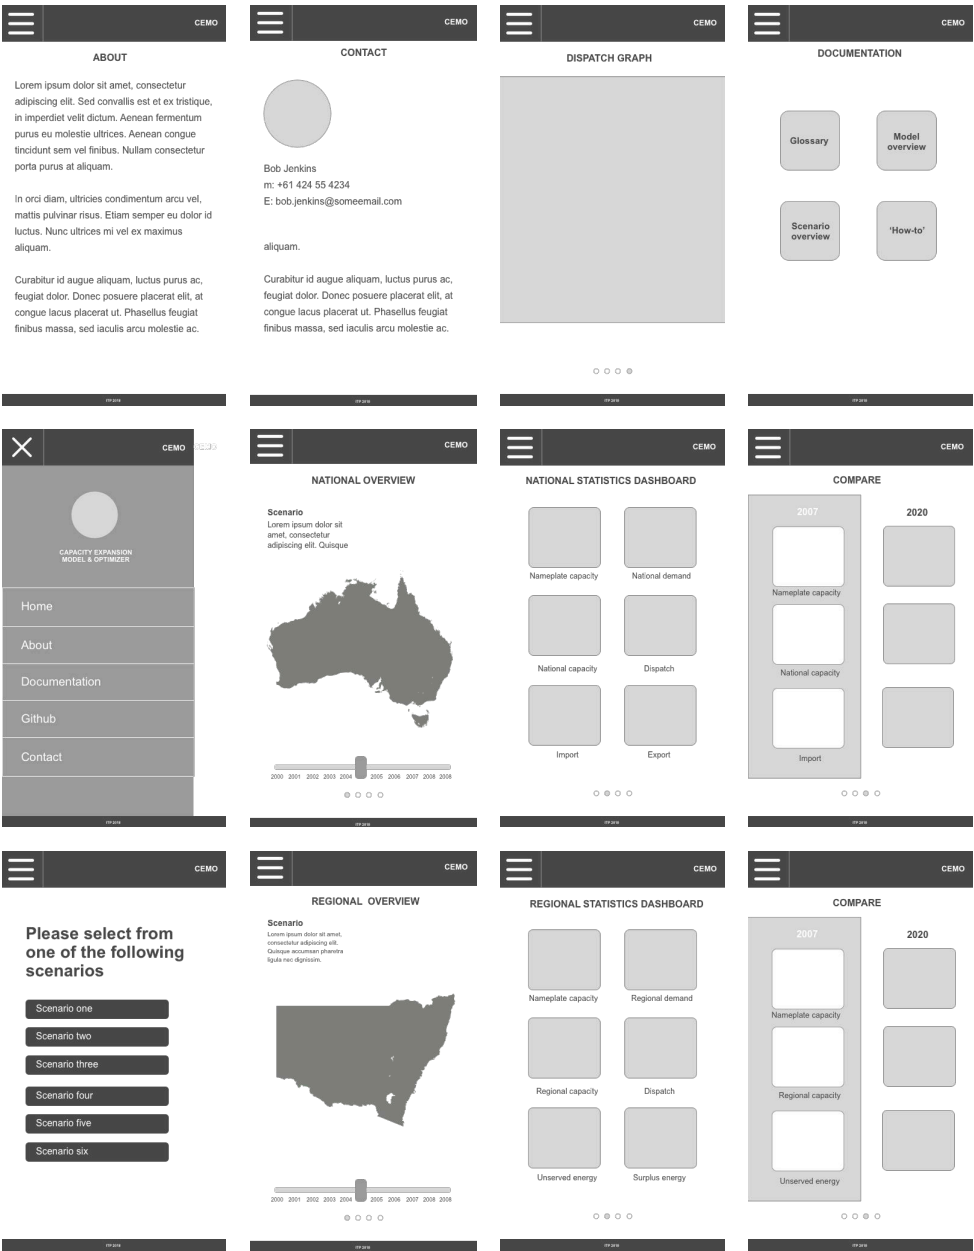 CEMO
ABOUT
Lorem ipsum dolor sit amet, consectetur
adipiscing elit. Sed convallis est et ex tristique,
in imperdiet velit dictum. Aenean fermentum
purus eu molestie ultrices. Aenean congue
tincidunt sem vel finibus. Nullam consectetur
porta purus at aliquam.
In orci diam, ultricies condimentum arcu vel,
mattis pulvinar risus. Etiam semper eu dolor id
luctus. Nunc ultrices mi vel ex maximus
aliquam.
Curabitur id augue aliquam, luctus purus ac,
feugiat dolor. Donec posuere placerat elit, at
congue lacus placerat ut. Phasellus feugiat
finibus massa, sed iaculis arcu molestie ac.
CEMO
CONTACT
Bob Jenkins
m: +61 424 55 4234
E: bob.jenkins@someemail.com
aliquam.
Curabitur id augue aliquam, luctus purus ac,
feugiat dolor. Donec posuere placerat elit, at
congue lacus placerat ut. Phasellus feugiat
finibus massa, sed iaculis arcu molestie ac.
CEMO
DISPATCH GRAPH
CEMO
DOCUMENTATION
Glossary
Model
overview
Scenario
overview
‘How-to’
CEMO
CAPACITY EXPANSION
MODEL & OPTIMIZER
Home
About
Documentation
Github
Contact
CEMO
NATIONAL OVERVIEW
Scenario
Lorem ipsum dolor sit
amet, consectetur
adipiscing elit. Quisque
2000 2001 2002 2003 2004 2005 2006 2007 2008 2008
CEMO
NATIONAL STATISTICS DASHBOARD
Nameplate capacity National demand
National capacity Dispatch
Import Export
CEMO
COMPARE
2007 2020
Nameplate capacity
National capacity
Import
CEMO
Please select from
one of the following
scenarios
Scenario one
Scenario two
Scenario three
Scenario four
Scenario five
Scenario six
CEMO
REGIONAL OVERVIEW
Scenario
Lorem ipsum dolor sit amet,
consectetur adipiscing elit.
Quisque accumsan pharetra
ligula nec dignissim.
2000 2001 2002 2003 2004 2005 2006 2007 2008 2008
CEMO
REGIONAL STATISTICS DASHBOARD
Nameplate capacity Regional demand
Regional capacity Dispatch
Unserved energy Surplus energy
CEMO
COMPARE
2007 2020
Nameplate capacity
Regional capacity
Unserved energy